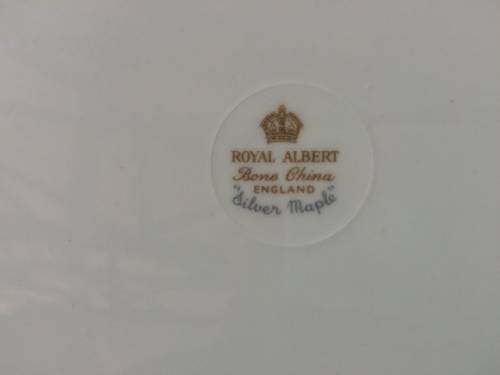 ROYAL ALBERT
Bone China
ENGLAND
"Silver Maple"